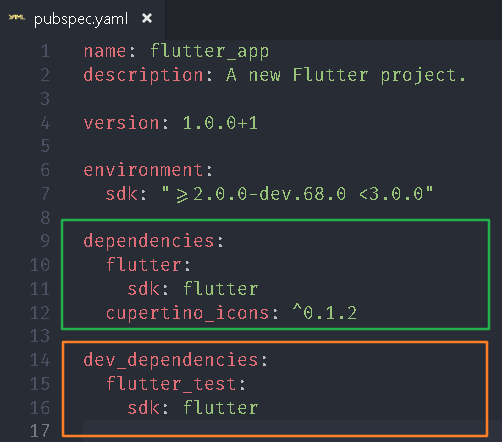 pubspec.yaml
1 name: flutter_app
2 description: A new Flutter project.
3
4 version: 1.0.0+1
5
6 environment:
7   sdk: ">=2.0.0-dev.68.0 <3.0.0"
8
9 dependencies:
10   flutter:
11     sdk: flutter
12   cupertino_icons: ^0.1.2
13
14 dev_dependencies:
15   flutter_test:
16     sdk: flutter
17